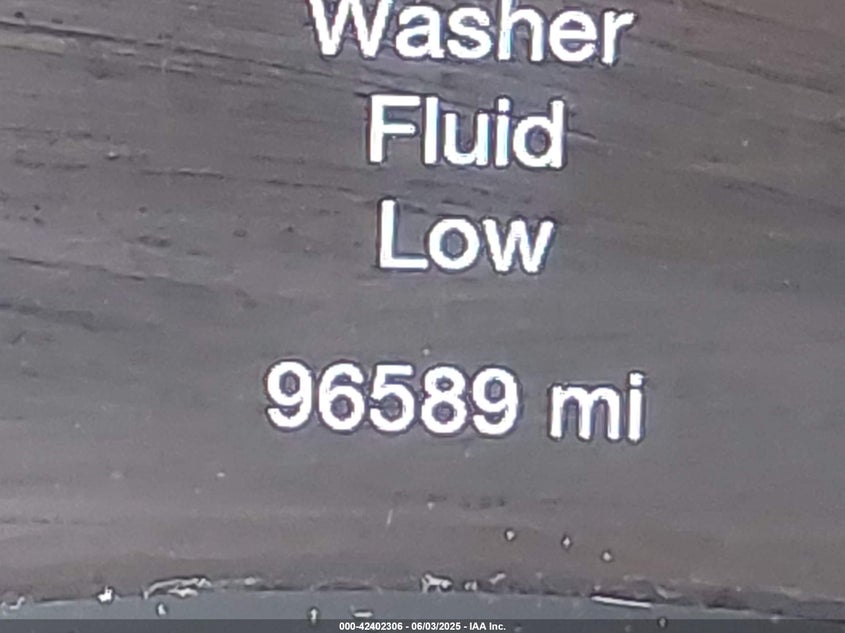 Washer
Fluid
Low
96589 mi
000-42402306 - 06/03/2025 - IAA Inc.